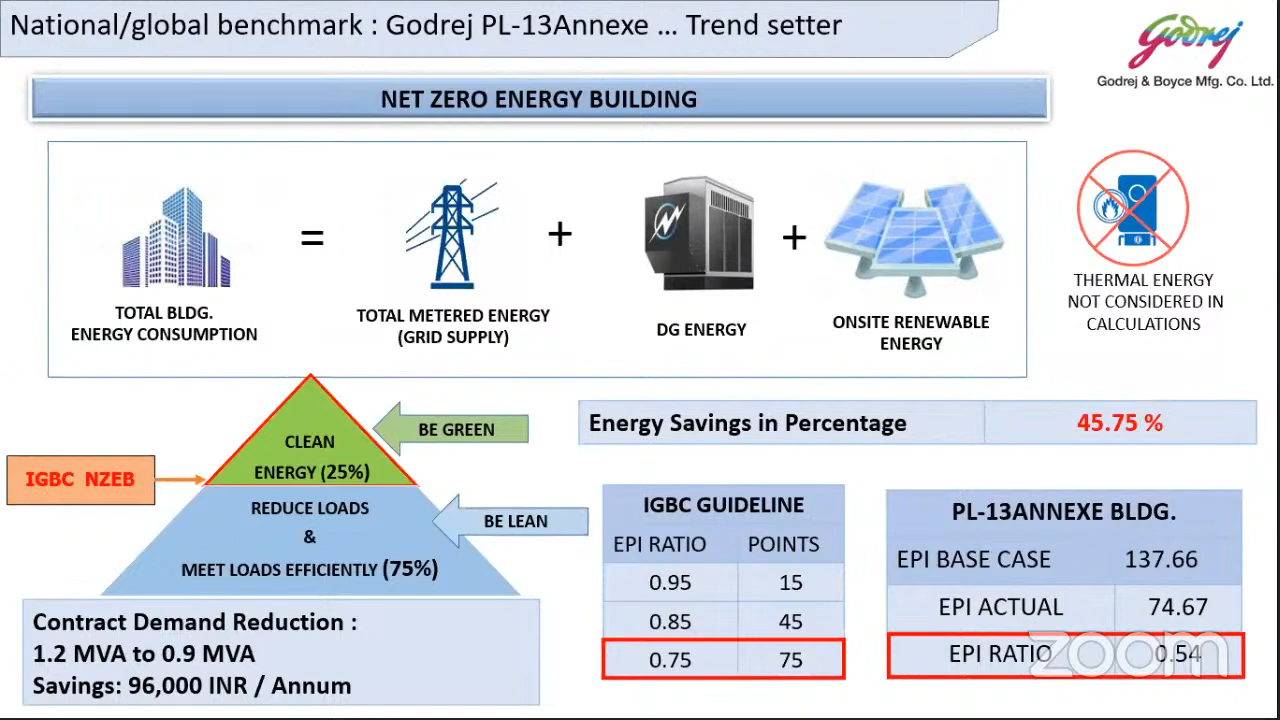 National/global benchmark : Godrej PL-13Annexe ... Trend setter
Godrej
Godrej & Boyce Mfg. Co. Ltd.
NET ZERO ENERGY BUILDING
TOTAL BLDG.
ENERGY CONSUMPTION
=
TOTAL METERED ENERGY
(GRID SUPPLY)
+
DG ENERGY
+
ONSITE RENEWABLE
ENERGY
THERMAL ENERGY
NOT CONSIDERED IN
CALCULATIONS
CLEAN
ENERGY (25%)
BE GREEN
IGBC NZEB
REDUCE LOADS
&
MEET LOADS EFFICIENTLY (75%)
BE LEAN
Contract Demand Reduction :
1.2 MVA to 0.9 MVA
Savings: 96,000 INR / Annum
Energy Savings in Percentage 45.75 %
IGBC GUIDELINE
EPI RATIO POINTS
0.95 15
0.85 45
0.75 75
PL-13ANNEXE BLDG.
EPI BASE CASE 137.66
EPI ACTUAL 74.67
EPI RATIO 0.54
zoom